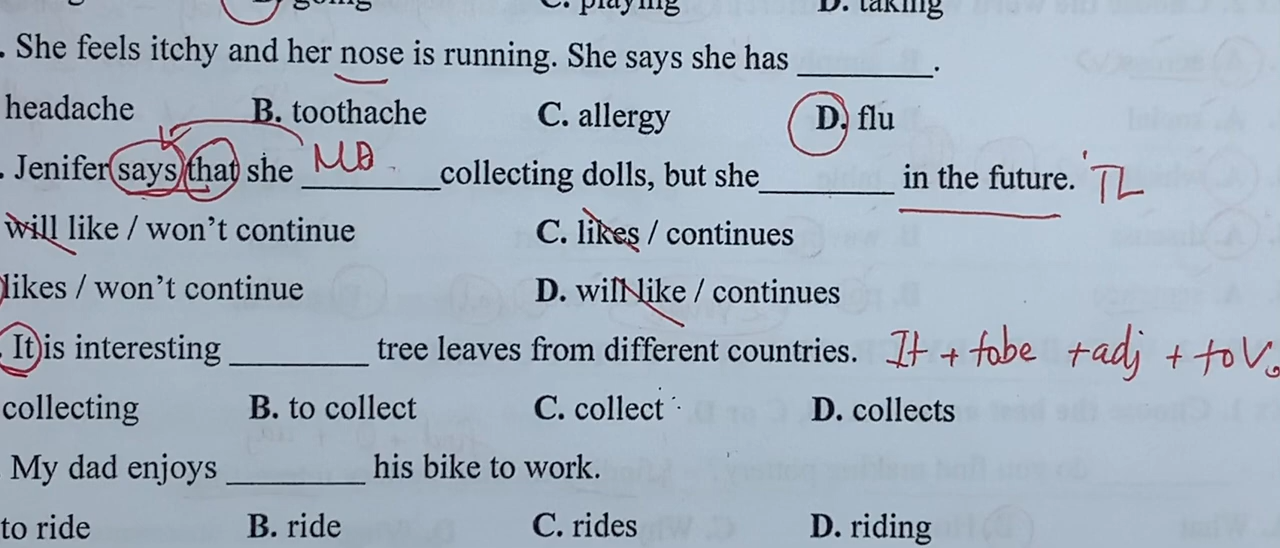 going C. playing D. taking
. She feels itchy and her nose is running. She says she has ________.
headache B. toothache C. allergy D. flu
. Jenifer says that she ________ collecting dolls, but she ________ in the future. TL
will like / won't continue C. likes / continues
likes / won't continue D. will like / continues
. It is interesting ________ tree leaves from different countries. It + tobe + adj + to V
collecting B. to collect C. collect D. collects
My dad enjoys ________ his bike to work.
to ride B. ride C. rides D. riding